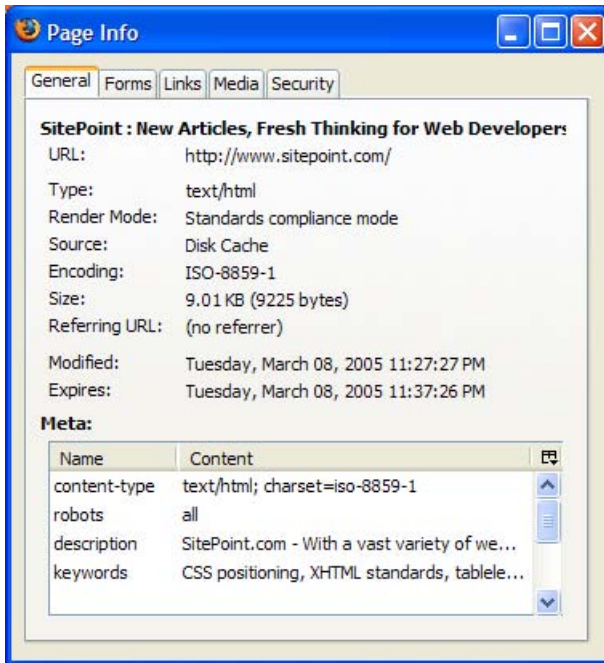 Page Info
General Forms Links Media Security
SitePoint : New Articles, Fresh Thinking for Web Developers
URL: http://www.sitepoint.com/
Type: text/html
Render Mode: Standards compliance mode
Source: Disk Cache
Encoding: ISO-8859-1
Size: 9.01 KB (9225 bytes)
Referring URL: (no referrer)
Modified: Tuesday, March 08, 2005 11:27:27 PM
Expires: Tuesday, March 08, 2005 11:37:26 PM
Meta:
Name Content
content-type text/html; charset=iso-8859-1
robots all
description SitePoint.com - With a vast variety of we...
keywords CSS positioning, XHTML standards, tablele...